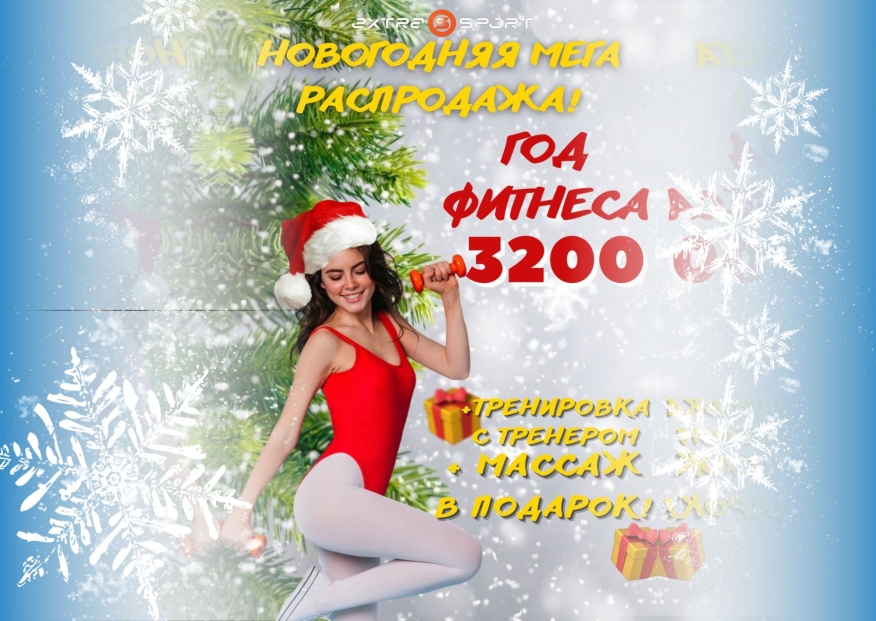 EXTRA SPORT
НОВОГОДНЯЯ МЕГА
РАСПРОДАЖА!
ГОД
ФИТНЕСА
3200
+ТРЕНИРОВКА
С ТРЕНЕРОМ
+ МАССАЖ
В ПОДАРОК!